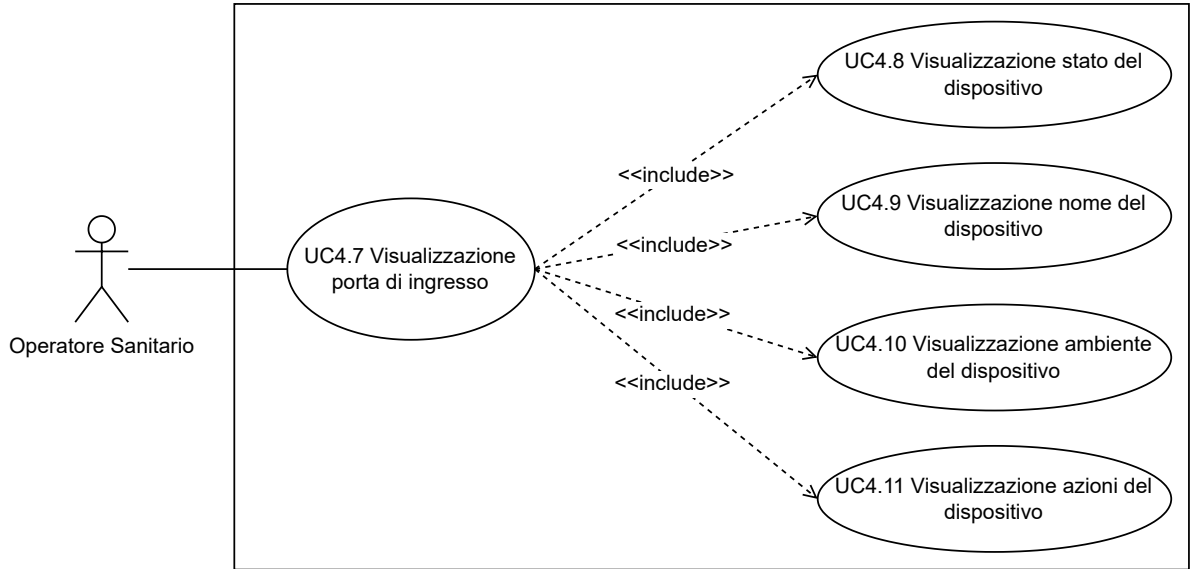 UC4.8 Visualizzazione stato del
dispositivo
<<include>>
UC4.9 Visualizzazione nome del
dispositivo
<<include>>
UC4.7 Visualizzazione
porta di ingresso
<<include>>
Operatore Sanitario
UC4.10 Visualizzazione ambiente
del dispositivo
<<include>>
UC4.11 Visualizzazione azioni del
dispositivo